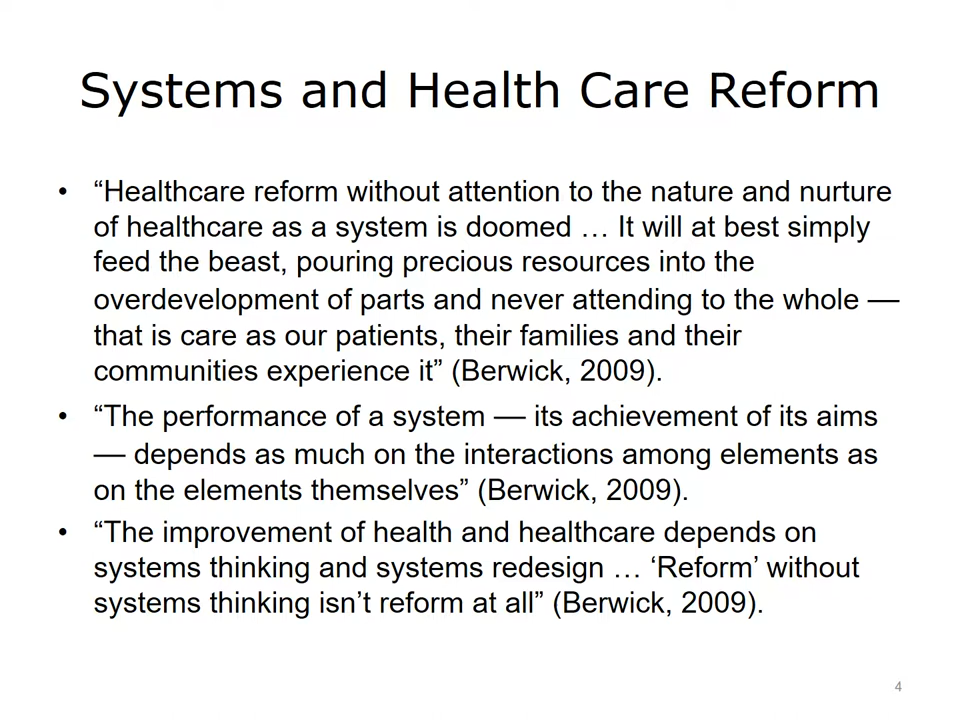 Systems and Health Care Reform
• “Healthcare reform without attention to the nature and nurture
of healthcare as a system is doomed … It will at best simply
feed the beast, pouring precious resources into the
overdevelopment of parts and never attending to the whole —
that is care as our patients, their families and their
communities experience it” (Berwick, 2009).
• “The performance of a system — its achievement of its aims
— depends as much on the interactions among elements as
on the elements themselves” (Berwick, 2009).
• “The improvement of health and healthcare depends on
systems thinking and systems redesign … ‘Reform’ without
systems thinking isn’t reform at all” (Berwick, 2009).
4